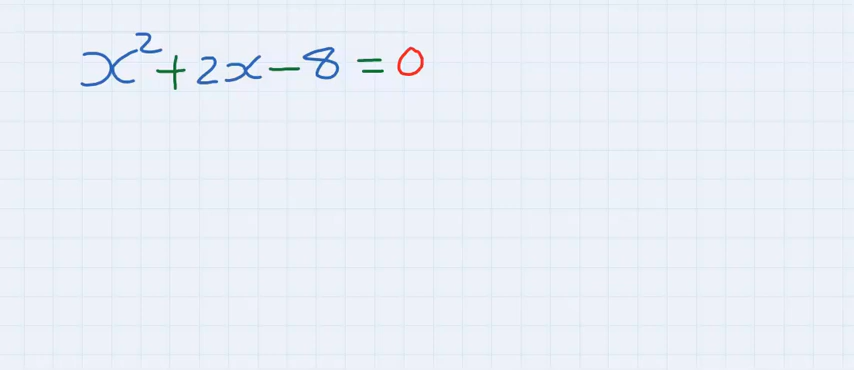 x² + 2x - 8 = 0